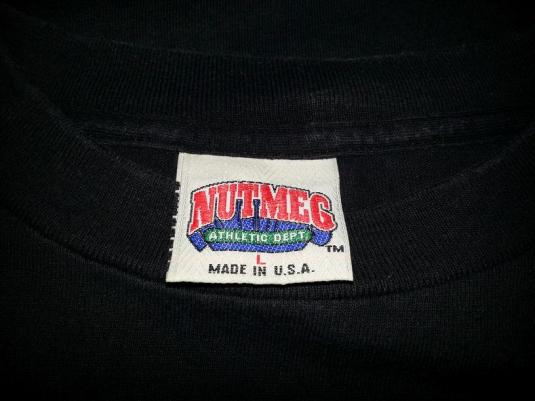 NUTMEG
ATHLETIC DEPT.
TM
L
MADE IN U.S.A.